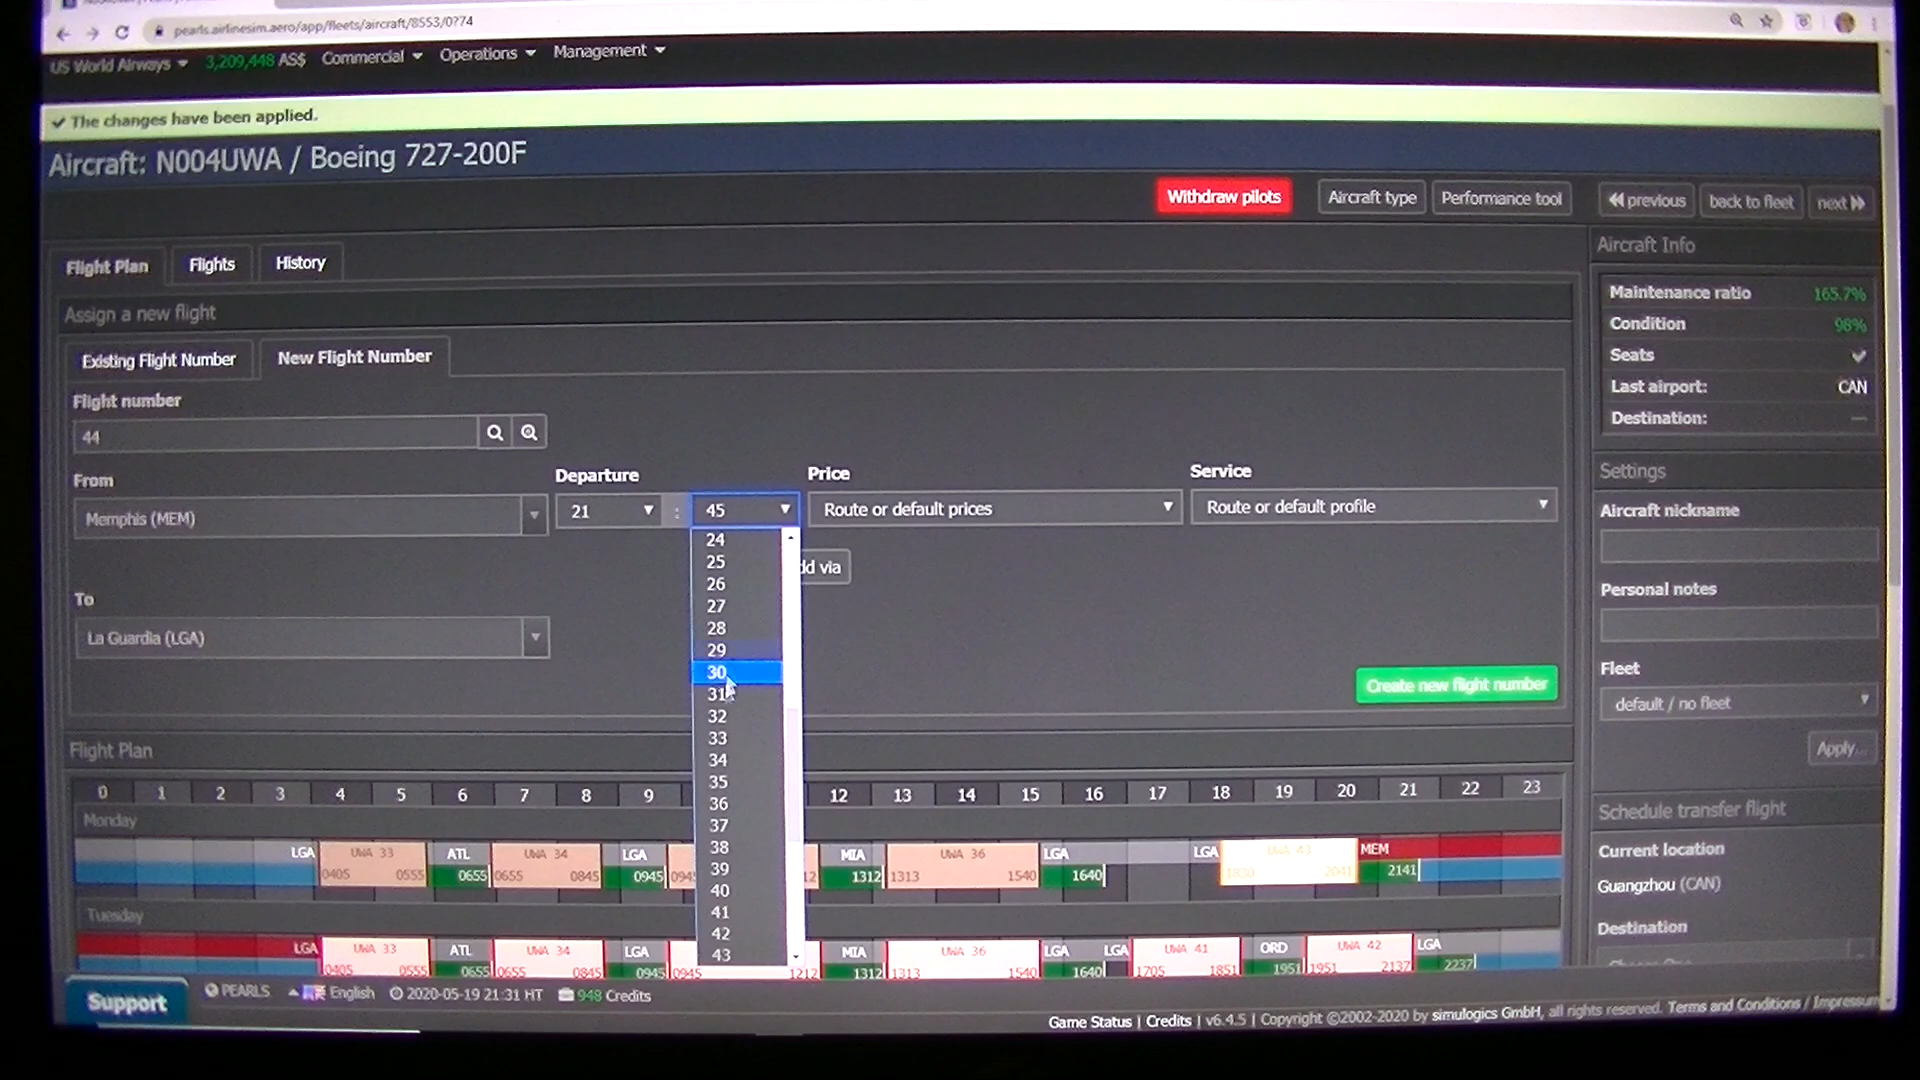 pearls.airlinesim.aero/app/fleets/aircraft/8553/0?74
US World Airways 3,209,448 AS$ Commercial Operations Management
The changes have been applied.
Aircraft: N004UWA / Boeing 727-200F
Withdraw pilots Aircraft type Performance tool previous back to fleet next
Flight Plan Flights History
Assign a new flight
Existing Flight Number New Flight Number
Flight number
44
From Departure Price Service
Memphis (MEM) 21 : 45 Route or default prices Route or default profile
24
25
26
27
28
29
30
31
32
33
34
35
36
37
38
39
40
41
42
43
dd via
To
La Guardia (LGA)
Create new flight number
Flight Plan
0 1 2 3 4 5 6 7 8 9 12 13 14 15 16 17 18 19 20 21 22 23
Monday
LGA UWA 33 ATL UWA 34 LGA MIA UWA 36 LGA LGA UWA 43 MEM
0405 0555 0655 0655 0845 0945 094 12 1312 1313 1540 1640 1830 2041 2141
Tuesday
LGA UWA 33 ATL UWA 34 LGA MIA UWA 36 LGA LGA UWA 41 ORD UWA 42 LGA
0405 0555 0655 0655 0845 0945 0945 1212 1312 1313 1540 1640 1705 1851 1951 1951 2137 2237
Aircraft Info
Maintenance ratio 165.7%
Condition 98%
Seats
Last airport: CAN
Destination: —
Settings
Aircraft nickname
Personal notes
Fleet
default / no fleet
Apply...
Schedule transfer flight
Current location
Guangzhou (CAN)
Destination
Support PEARLS English 2020-05-19 21:31 HT 948 Credits
Game Status | Credits | v6.4.5 | Copyright ©2002-2020 by simulogics GmbH, all rights reserved. Terms and Conditions / Impressum